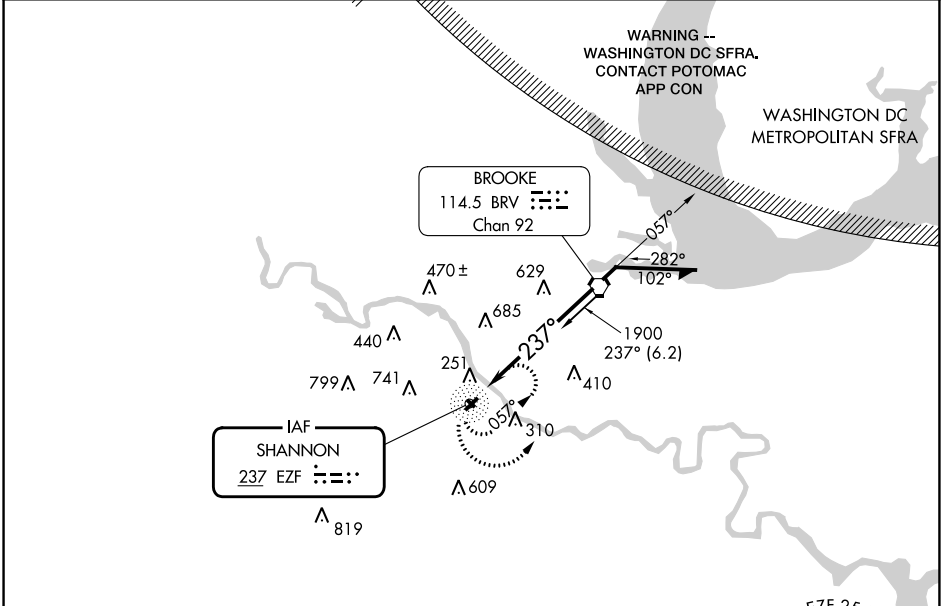 WARNING --
WASHINGTON DC SFRA.
CONTACT POTOMAC
APP CON
WASHINGTON DC
METROPOLITAN SFRA
BROOKE
114.5 BRV
Chan 92
057°
282°
102°
470 ±
629
685
440
237°
1900
237° (6.2)
251
799
741
410
057°
310
IAF
SHANNON
237 EZF
609
819
EZF 25